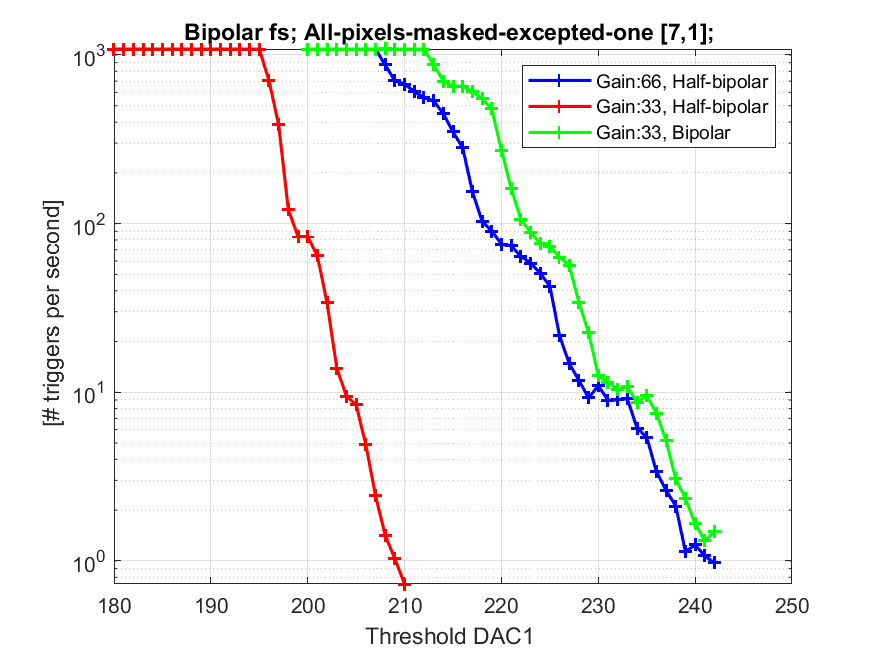 Bipolar fs; All-pixels-masked-excepted-one [7,1];
10^3
10^2
10^1
10^0
[# triggers per second]
Gain:66, Half-bipolar
Gain:33, Half-bipolar
Gain:33, Bipolar
180 190 200 210 220 230 240 250
Threshold DAC1